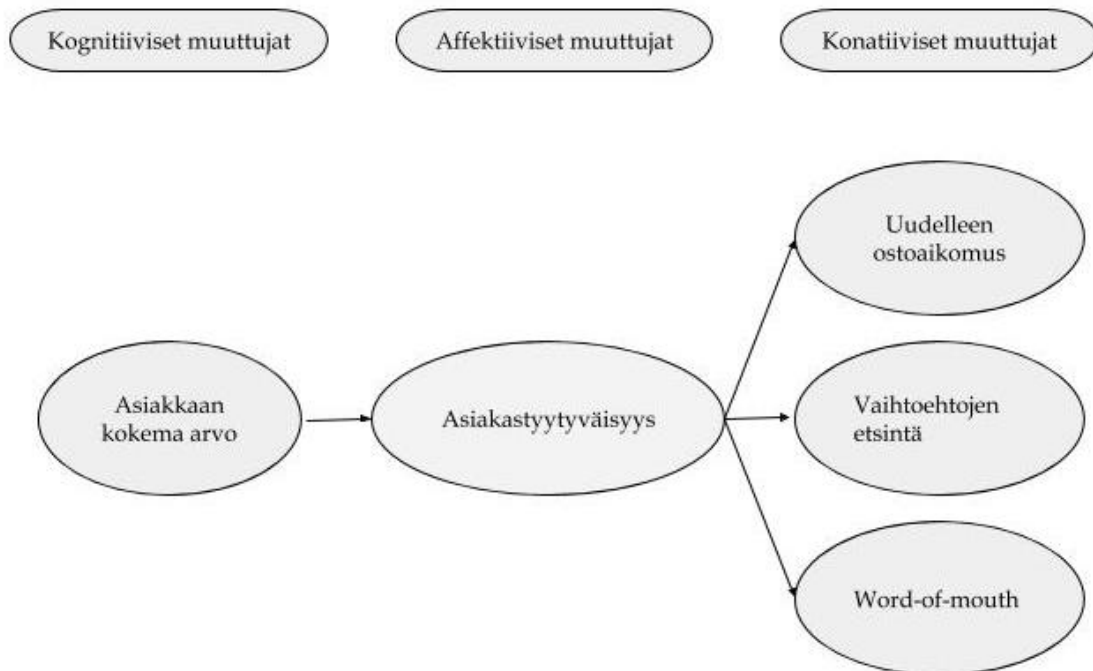 Kognitiiviset muuttujat
Affektiiviset muuttujat
Konatiiviset muuttujat
Uudelleen
ostoaikomus
Asiakkaan
kokema arvo
Asiakastyytyväisyys
Vaihtoehtojen
etsintä
Word-of-mouth